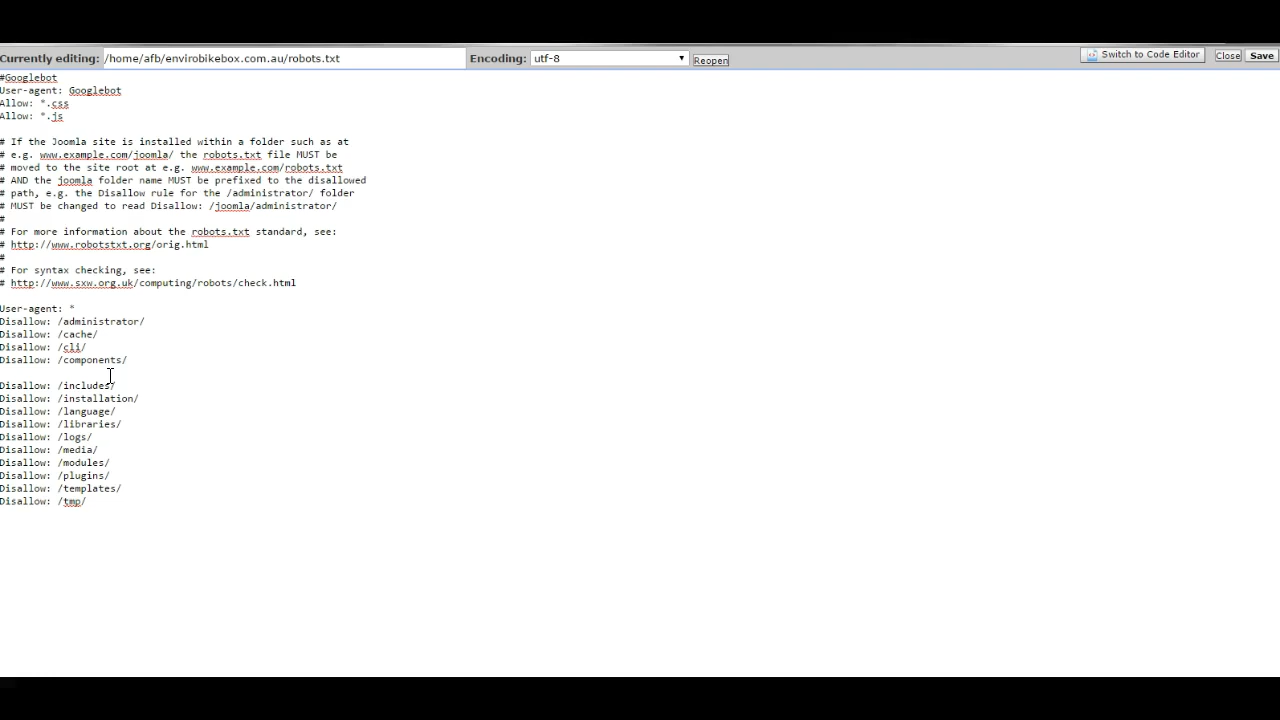 Currently editing: /home/afb/envirobikebox.com.au/robots.txt Encoding: utf-8 Reopen Switch to Code Editor Close Save
#Googlebot
User-agent: Googlebot
Allow: *.css
Allow: *.js
# If the Joomla site is installed within a folder such as at
# e.g. www.example.com/joomla/ the robots.txt file MUST be
# moved to the site root at e.g. www.example.com/robots.txt
# AND the joomla folder name MUST be prefixed to the disallowed
# path, e.g. the Disallow rule for the /administrator/ folder
# MUST be changed to read Disallow: /joomla/administrator/
#
# For more information about the robots.txt standard, see:
# http://www.robotstxt.org/orig.html
#
# For syntax checking, see:
# http://www.sxw.org.uk/computing/robots/check.html
User-agent: *
Disallow: /administrator/
Disallow: /cache/
Disallow: /cli/
Disallow: /components/
Disallow: /includes/
Disallow: /installation/
Disallow: /language/
Disallow: /libraries/
Disallow: /logs/
Disallow: /media/
Disallow: /modules/
Disallow: /plugins/
Disallow: /templates/
Disallow: /tmp/